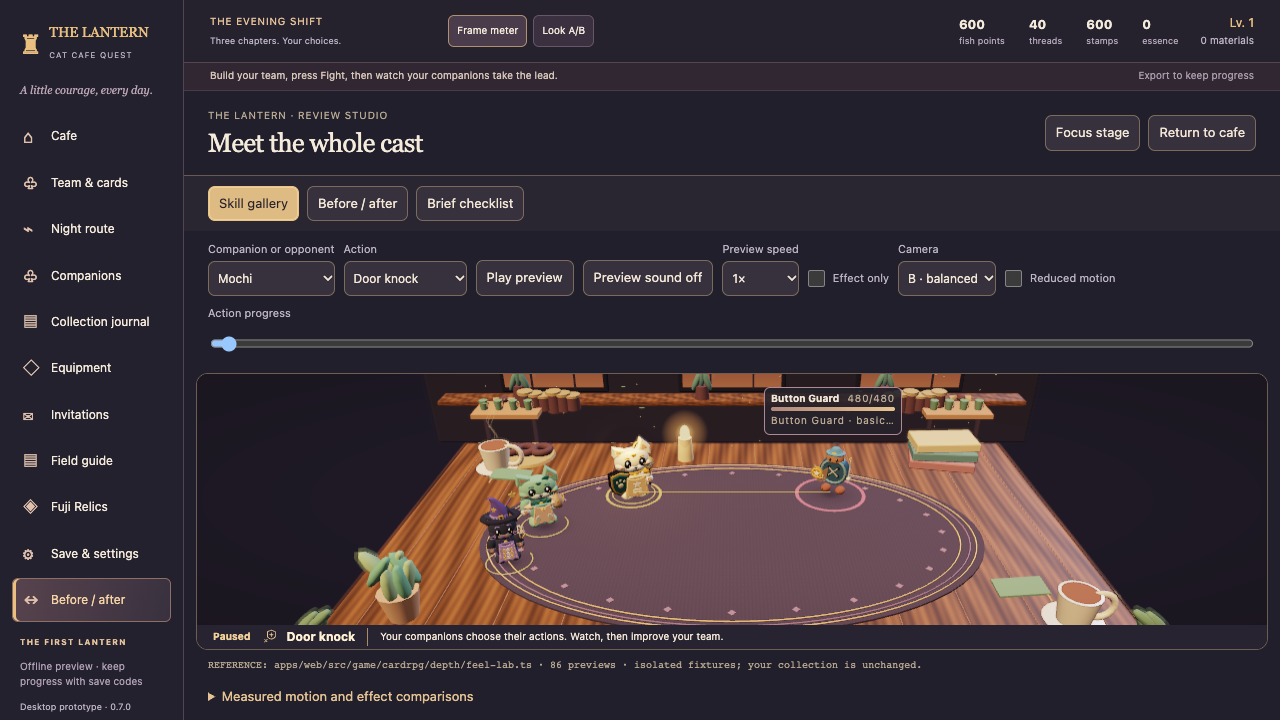 THE LANTERN
CAT CAFE QUEST
A little courage, every day.
Cafe
Team & cards
Night route
Companions
Collection journal
Equipment
Invitations
Field guide
Fuji Relics
Save & settings
Before / after
THE FIRST LANTERN
Offline preview · keep
progress with save codes
Desktop prototype · 0.7.0
THE EVENING SHIFT
Three chapters. Your choices.
Frame meter
Look A/B
600 fish points
40 threads
600 stamps
0 essence
Lv. 1
0 materials
Build your team, press Fight, then watch your companions take the lead.
Export to keep progress
THE LANTERN · REVIEW STUDIO
Meet the whole cast
Focus stage
Return to cafe
Skill gallery
Before / after
Brief checklist
Companion or opponent
Action
Preview speed
Camera
Mochi
Door knock
Play preview
Preview sound off
1×
Effect only
B · balanced
Reduced motion
Action progress
Button Guard 480/480
Button Guard · basic...
Paused
Door knock
Your companions choose their actions. Watch, then improve your team.
REFERENCE: apps/web/src/game/cardrpg/depth/feel-lab.ts · 86 previews · isolated fixtures; your collection is unchanged.
Measured motion and effect comparisons